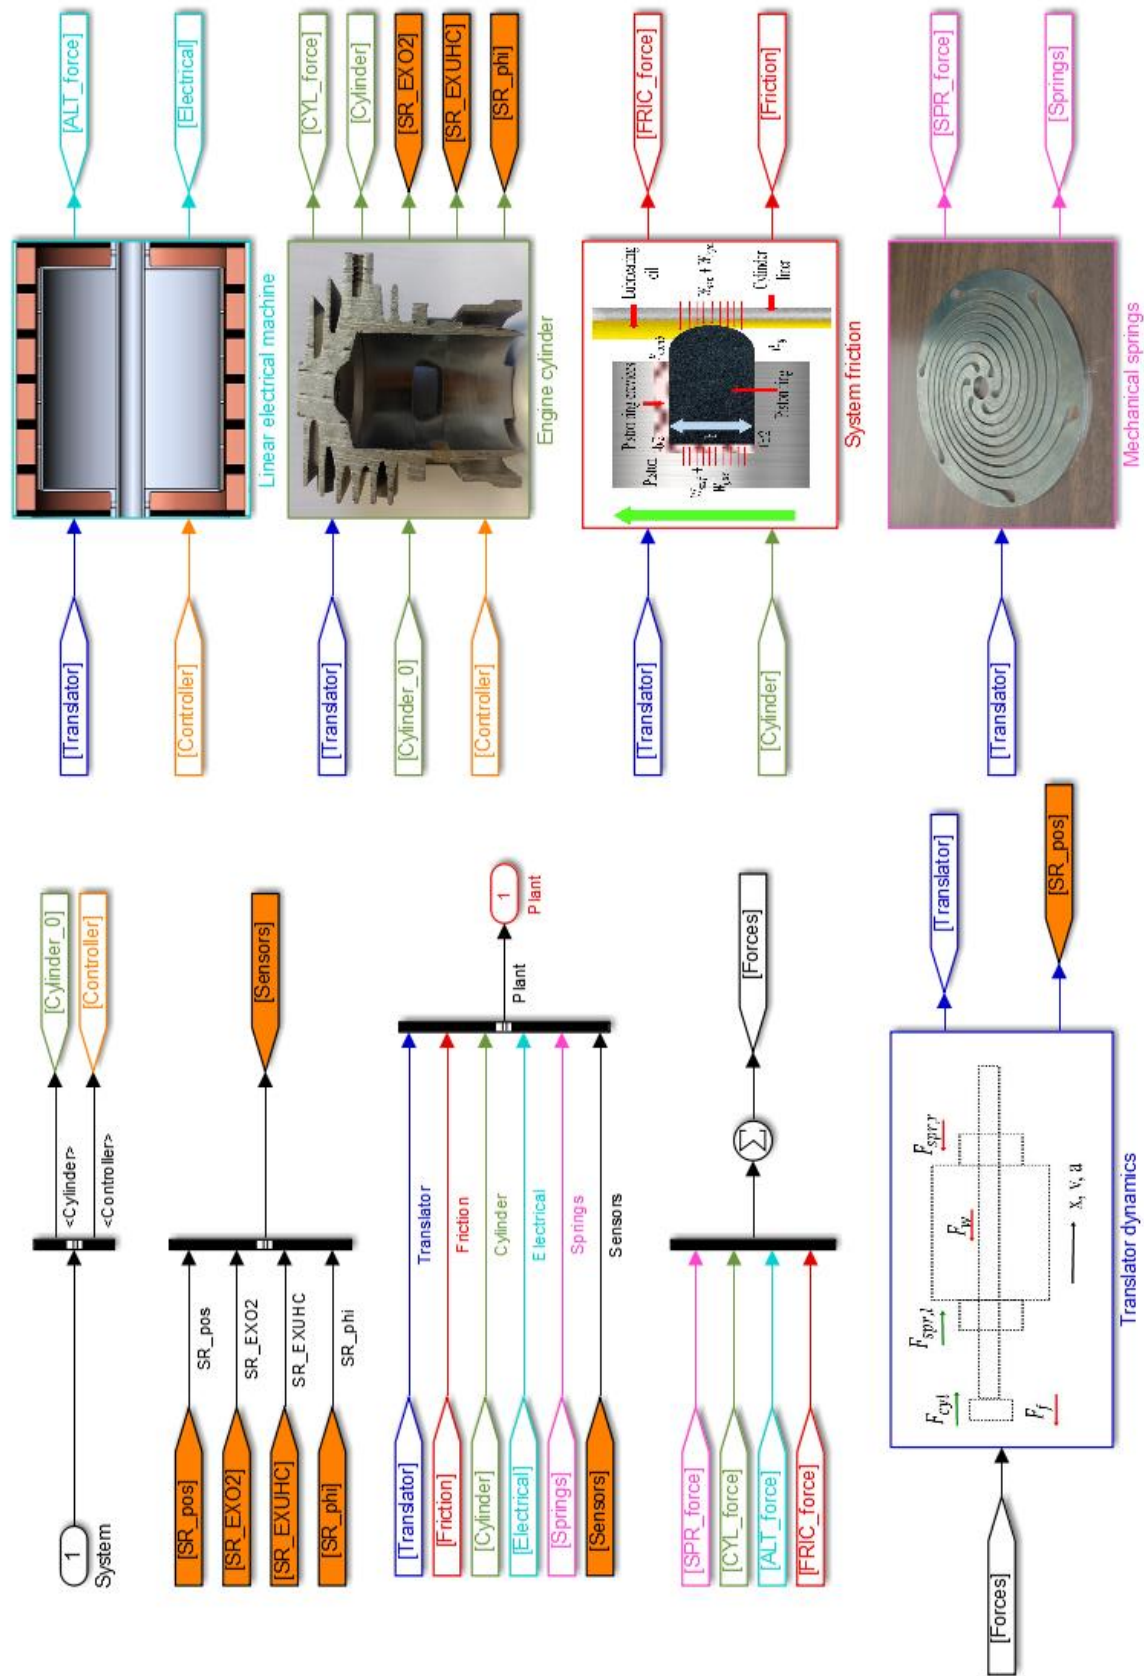 1
System
<Cylinder>
<Controller>
[Cylinder_0]
[Controller]
[SR_pos]
[SR_EXO2]
[SR_EXUHC]
[SR_phi]
SR_pos
SR_EXO2
SR_EXUHC
SR_phi
[Sensors]
[Translator]
[Friction]
[Cylinder]
[Electrical]
[Springs]
[Sensors]
Translator
Friction
Cylinder
Electrical
Springs
Sensors
Plant
1
Plant
[SPR_force]
[CYL_force]
[ALT_force]
[FRIC_force]
Σ
[Forces]
[Forces]
F_cyl
F_f
F_spr,l
F_w
F_spr,r
x, v, a
Translator dynamics
[Translator]
[SR_pos]
[Translator]
[Controller]
Linear electrical machine
[ALT_force]
[Electrical]
[Translator]
[Cylinder_0]
[Controller]
Engine cylinder
[CYL_force]
[Cylinder]
[SR_EXO2]
[SR_EXUHC]
[SR_phi]
[Translator]
[Cylinder]
Piston
Lubricating
oil
Cylinder
liner
System friction
[FRIC_force]
[Friction]
[Translator]
Mechanical springs
[SPR_force]
[Springs]